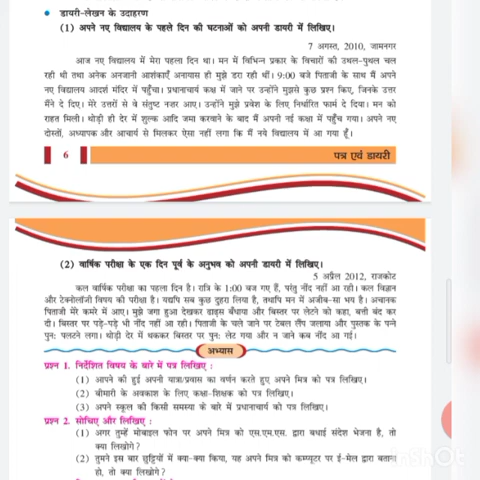 • डायरी-लेखन के उदाहरण
(1) अपने नए विद्यालय के पहले दिन की घटनाओं को अपनी डायरी में लिखिए।
7 अगस्त, 2010, जामनगर
आज नए विद्यालय में मेरा पहला दिन था। मन में विभिन्न प्रकार के विचारों की उथल-पुथल चल
रही थी तथा अनेक अनजानी आशंकाएँ अनायास ही मुझे डरा रही थीं। 9:00 बजे पिताजी के साथ मैं अपने
नए विद्यालय आदर्श मंदिर में पहुँचा। प्रधानाचार्य कक्ष में जाने पर उन्होंने मुझसे कुछ प्रश्न किए, जिनके उत्तर
मैंने दे दिए। मेरे उत्तरों से वे संतुष्ट नजर आए। उन्होंने मुझे प्रवेश के लिए निर्धारित फार्म दे दिया। मन को
राहत मिली। थोड़ी ही देर में शुल्क आदि जमा करवाने के बाद मैं अपनी नई कक्षा में पहुँच गया। अपने नए
दोस्तों, अध्यापक और आचार्य से मिलकर ऐसा नहीं लगा कि मैं नये विद्यालय में आ गया हूँ।
6
पत्र एवं डायरी
(2) वार्षिक परीक्षा के एक दिन पूर्व के अनुभव को अपनी डायरी में लिखिए।
5 अप्रैल 2012, राजकोट
कल वार्षिक परीक्षा का पहला दिन है। रात्रि के 1:00 बज गए हैं, परंतु नींद नहीं आ रही। कल विज्ञान
और टेक्नोलॉजी विषय की परीक्षा है। यद्यपि सब कुछ दुहरा लिया है, तथापि मन में अजीब-सा भय है। अचानक
पिताजी मेरे कमरे में आए। मुझे जगा हुआ देखकर ढाढ़स बँधाया और बिस्तर पर लेटने को कहा, बत्ती बंद कर
दी। बिस्तर पर पड़े-पड़े भी नींद नहीं आ रही। पिताजी के चले जाने पर टेबल लैंप जलाया और पुस्तक के पन्ने
पुनः पलटने लगा। थोड़ी देर में थककर बिस्तर पर पुनः लेट गया और न जाने कब नींद आ गई।
अभ्यास
प्रश्न 1. निर्देशित विषय के बारे में पत्र लिखिए :
(1) आपने की हुई अपनी यात्रा/प्रवास का वर्णन करते हुए अपने मित्र को पत्र लिखिए।
(2) बीमारी के अवकाश के लिए कक्षा-शिक्षक को पत्र लिखिए।
(3) अपने स्कूल की किसी समस्या के बारे में प्रधानाचार्य को पत्र लिखिए।
प्रश्न 2. सोचिए और लिखिए :
(1) अगर तुम्हें मोबाइल फोन पर अपने मित्र को एस.एम.एस. द्वारा बधाई संदेश भेजना है, तो
क्या लिखोगे?
(2) तुमने इस बार छुट्टियों में क्या-क्या किया, यह अपने मित्र को कम्प्यूटर पर ई-मेल द्वारा बताना
हो, तो क्या लिखोगे?